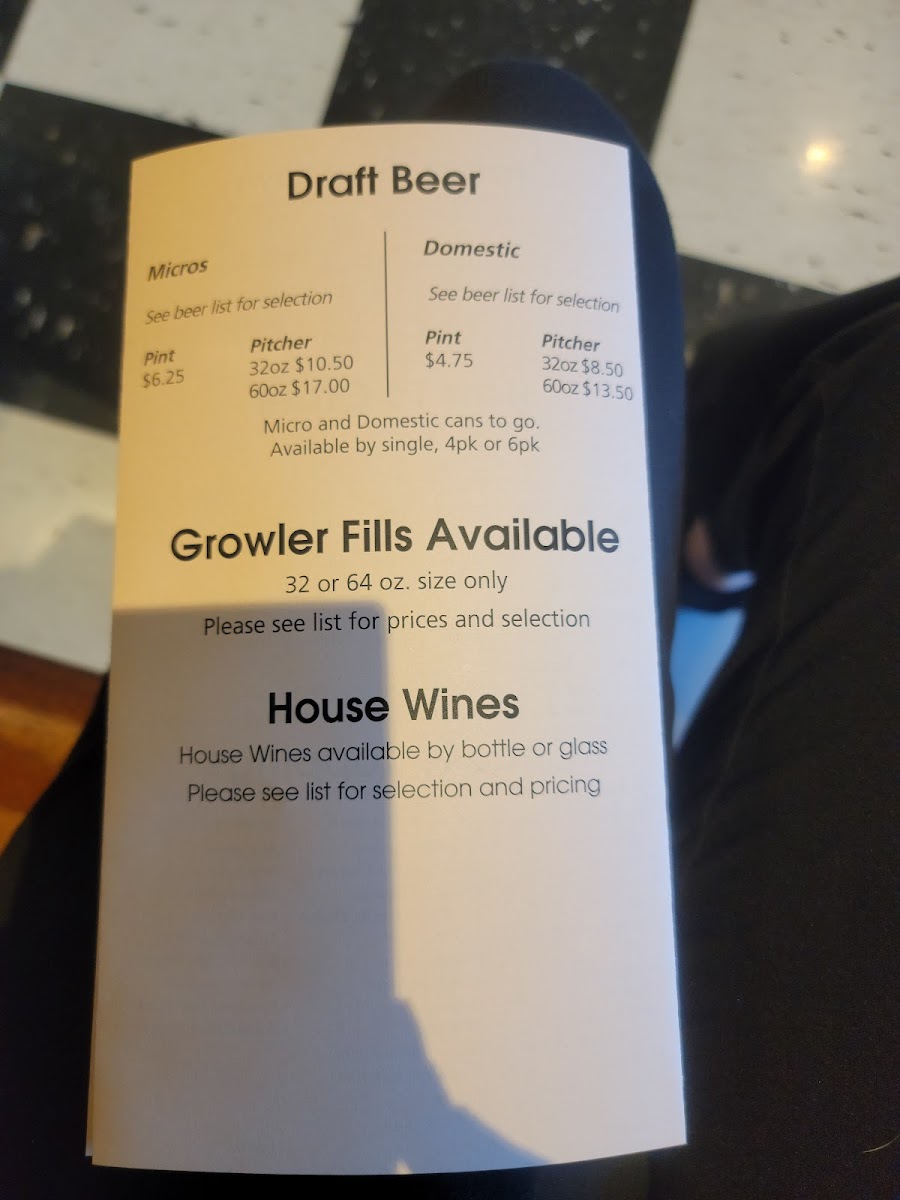 Draft Beer
Micros
See beer list for selection
Pint
$6.25
Pitcher
32oz $10.50
60oz $17.00
Domestic
See beer list for selection
Pint
$4.75
Pitcher
32oz $8.50
60oz $13.50
Micro and Domestic cans to go.
Available by single, 4pk or 6pk
Growler Fills Available
32 or 64 oz. size only
Please see list for prices and selection
House Wines
House Wines available by bottle or glass
Please see list for selection and pricing